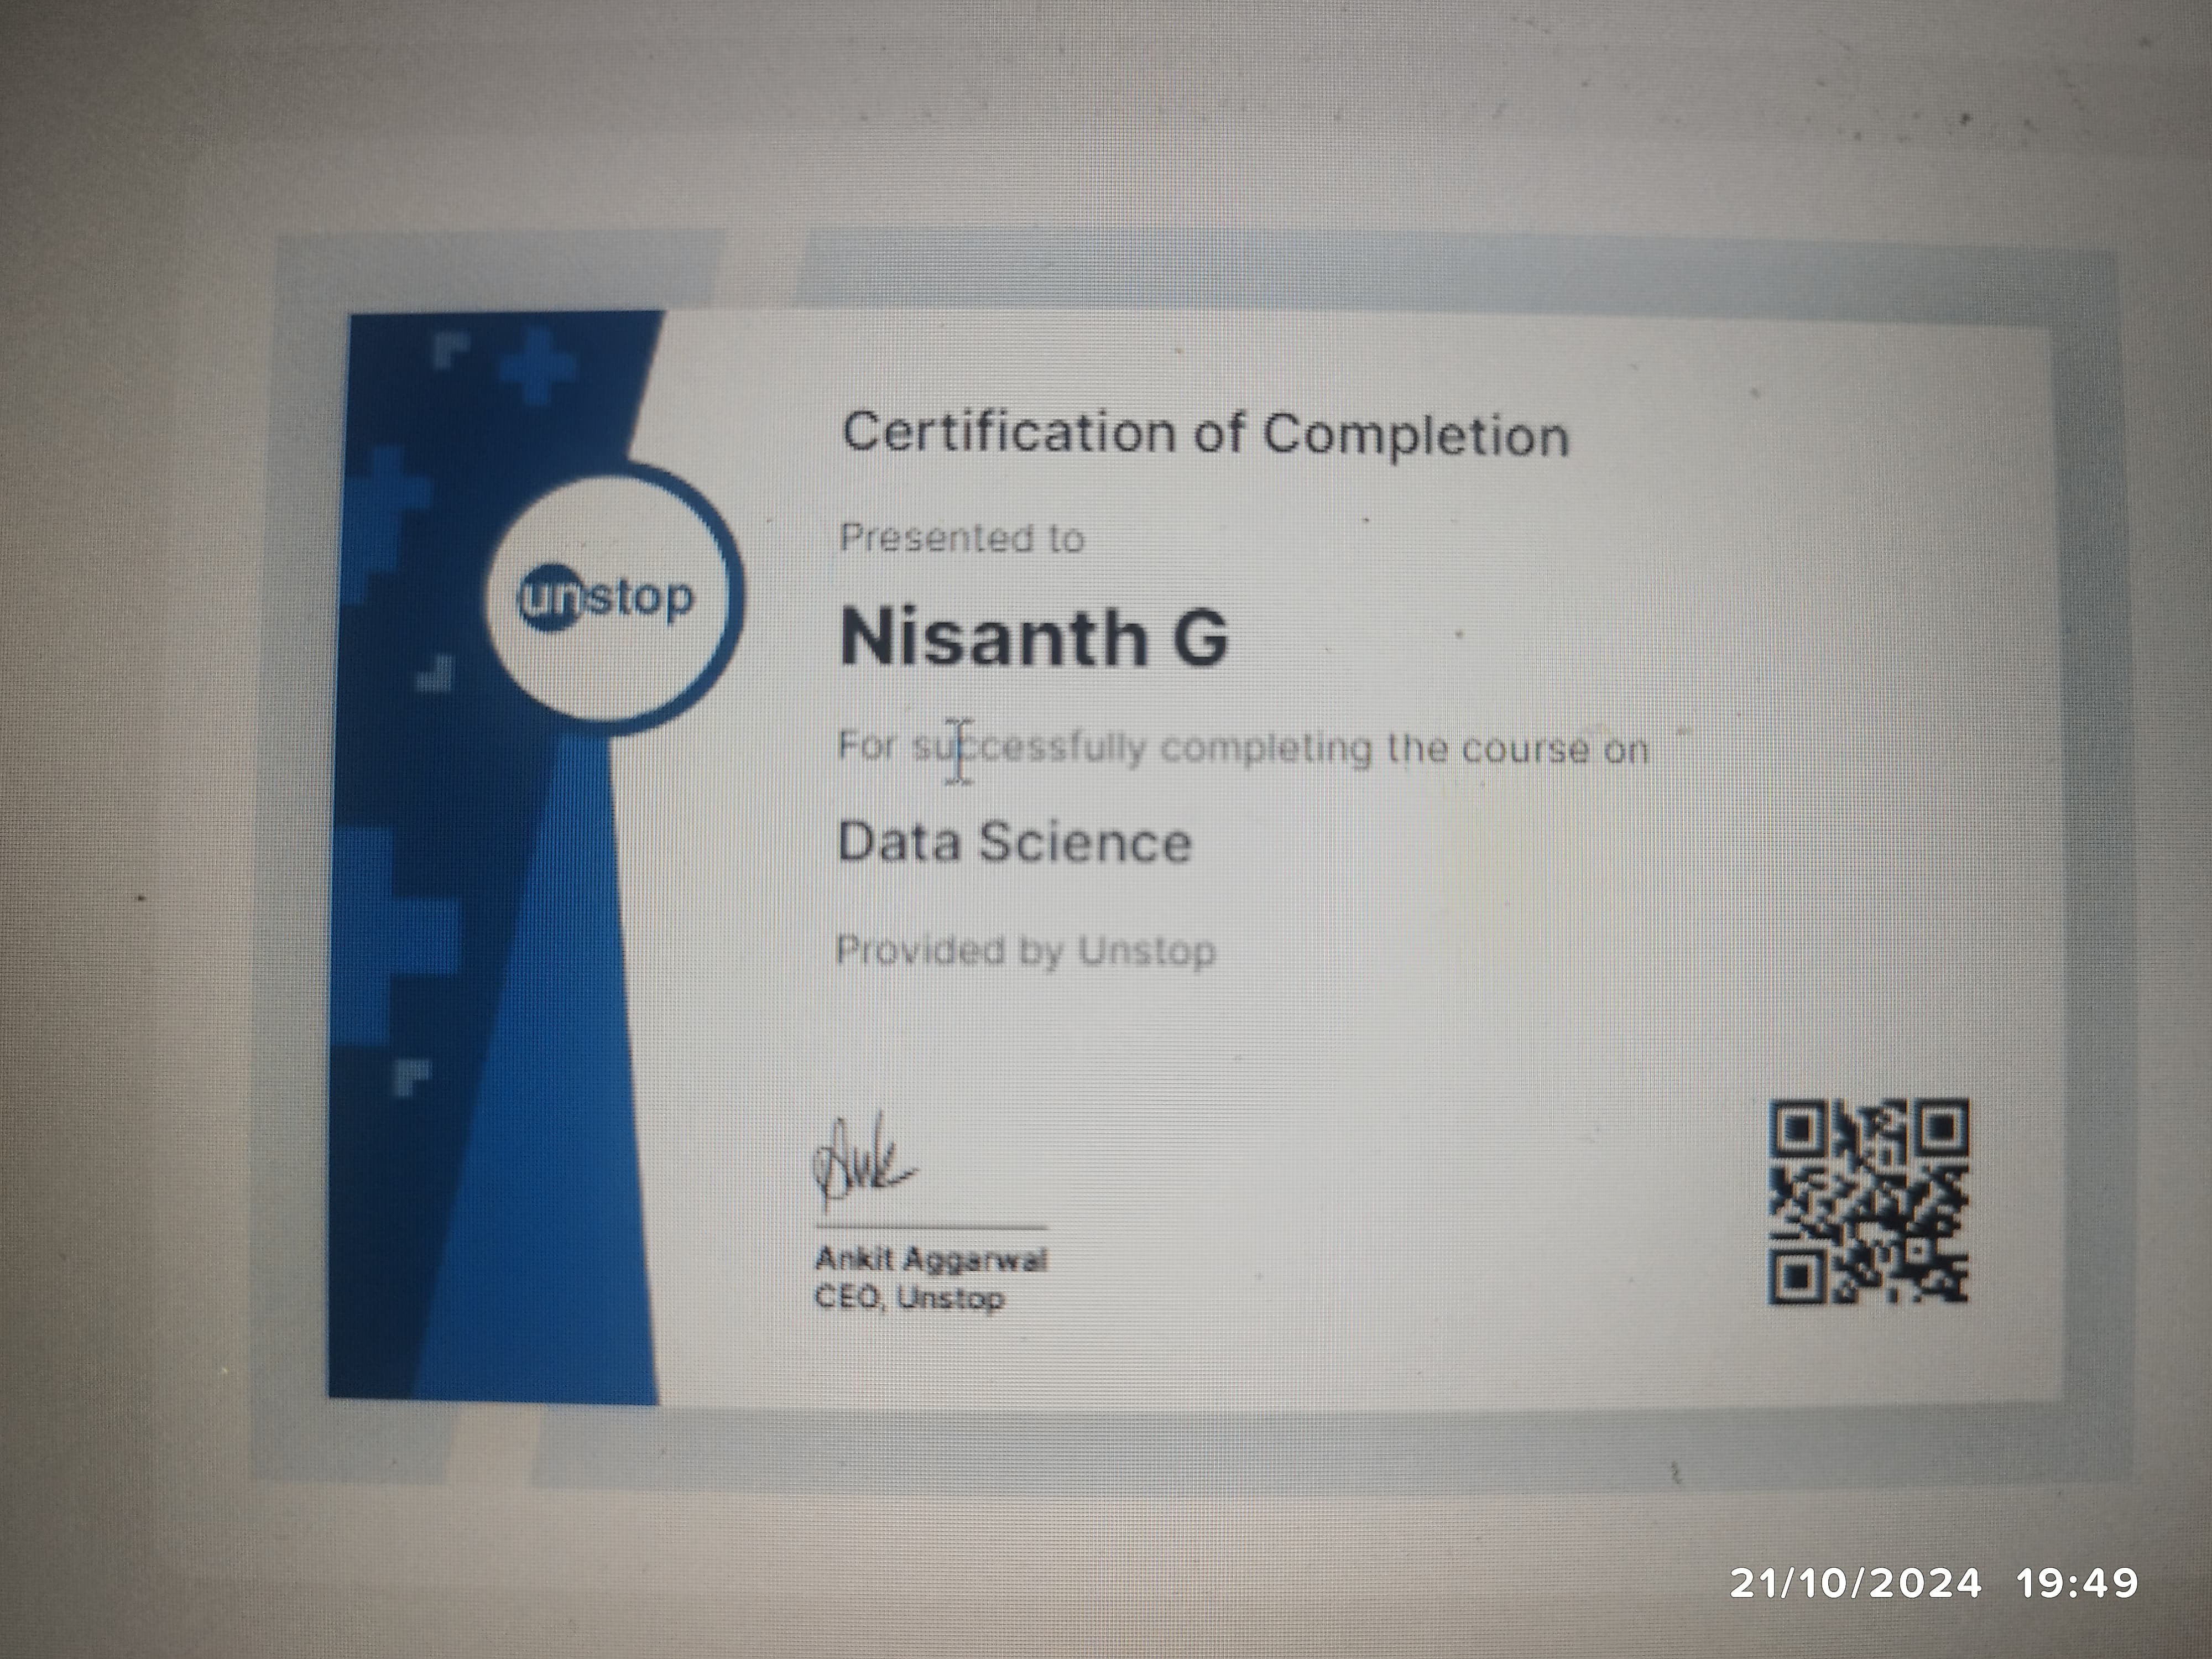 Certification of Completion
Presented to
unstop
Nisanth G
For successfully completing the course on
Data Science
Provided by Unstop
Ankit Aggarwal
CEO, Unstop
21/10/2024 19:49